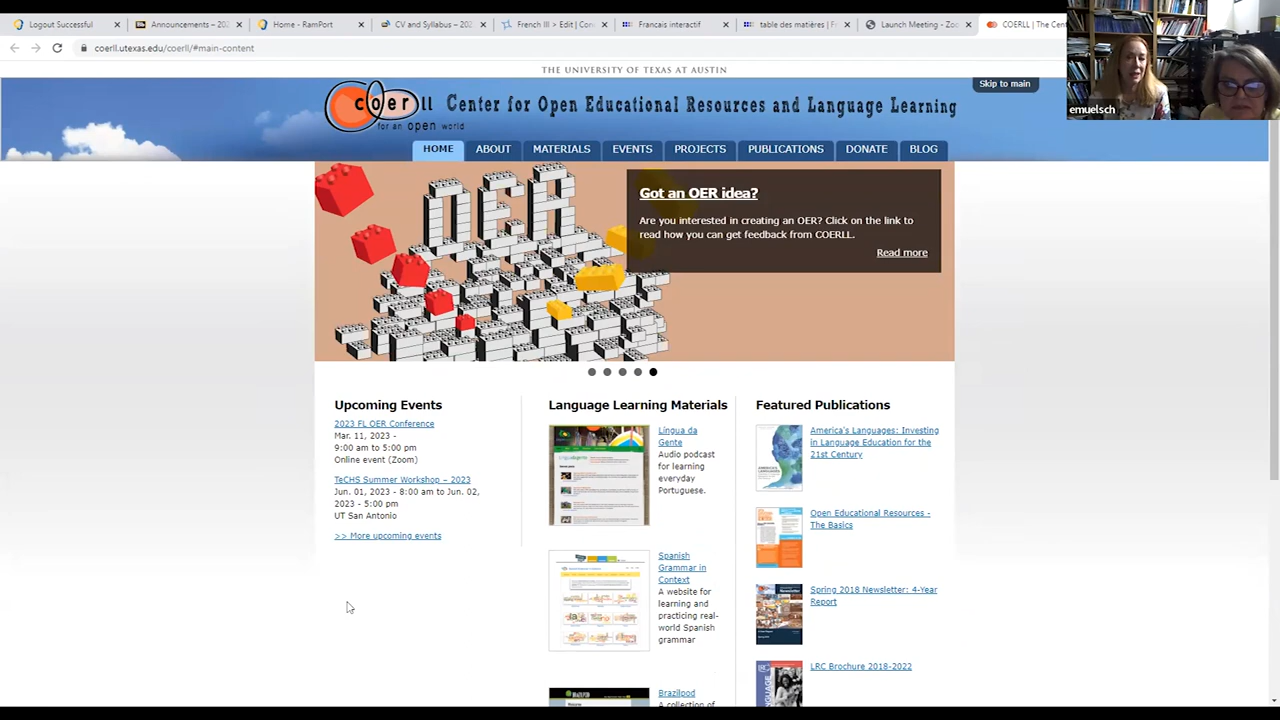 Logout Successful
Announcements – 202
Home - RamPort
CV and Syllabus – 202
French III > Edit | Con
Francais interactif
table des matières | Fr
Launch Meeting - Zoo
COERLL | The Cent
coerll.utexas.edu/coerll/#main-content
emuelsch
THE UNIVERSITY OF TEXAS AT AUSTIN
Skip to main
coerll
for an open world
Center for Open Educational Resources and Language Learning
HOME
ABOUT
MATERIALS
EVENTS
PROJECTS
PUBLICATIONS
DONATE
BLOG
OER
Got an OER idea?
Are you interested in creating an OER? Click on the link to
read how you can get feedback from COERLL.
Read more
Upcoming Events
2023 FL OER Conference
Mar. 11, 2023 -
9:00 am to 5:00 pm
Online event (Zoom)
TeCHS Summer Workshop – 2023
Jun. 01, 2023 - 8:00 am to Jun. 02,
2023 - 5:00 pm
UT San Antonio
>> More upcoming events
Language Learning Materials
Língua da
Gente
Audio podcast
for learning
everyday
Portuguese.
Spanish
Grammar in
Context
A website for
learning and
practicing real-
world Spanish
grammar
Brazilpod
A collection of
Featured Publications
America's Languages: Investing
in Language Education for the
21st Century
Open Educational Resources -
The Basics
Spring 2018 Newsletter: 4-Year
Report
LRC Brochure 2018-2022